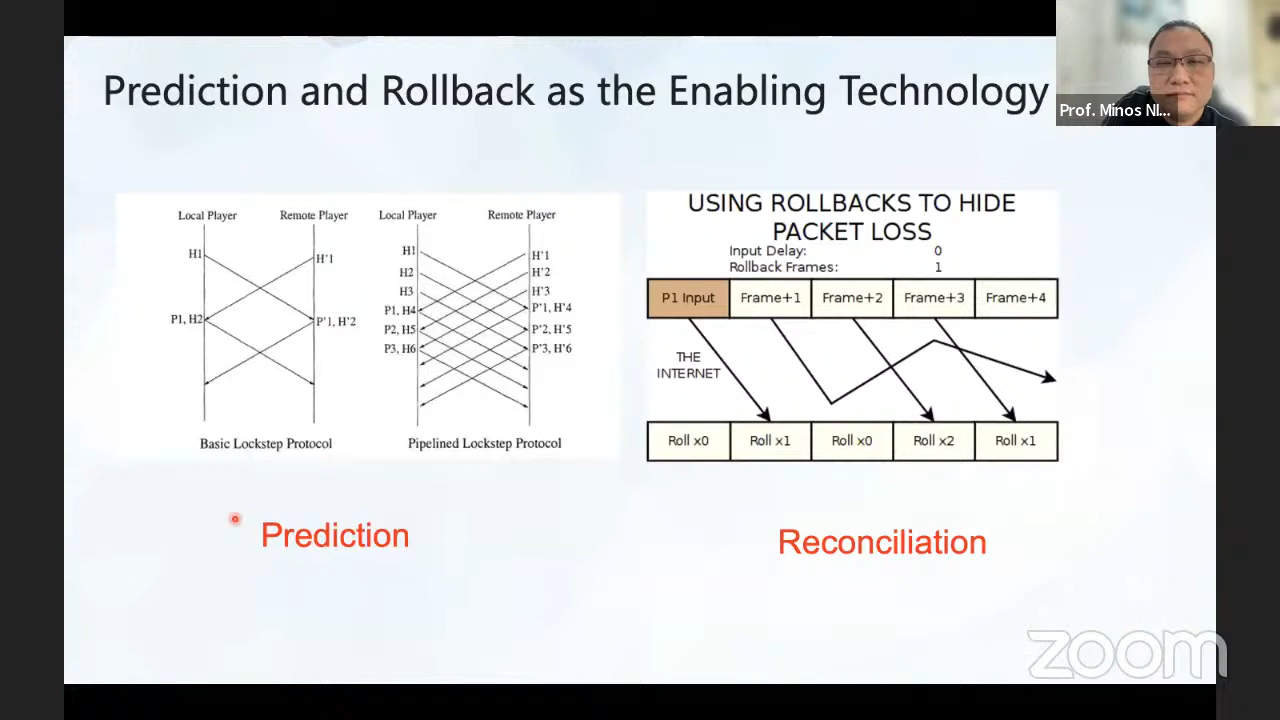 Prediction and Rollback as the Enabling Technology
Prof. Minos NI...
Local Player
Remote Player
H1
H'1
P1, H2
P'1, H'2
Basic Lockstep Protocol
Local Player
Remote Player
H1
H'1
H2
H'2
H3
H'3
P1, H4
P'1, H'4
P2, H5
P'2, H'5
P3, H6
P'3, H'6
Pipelined Lockstep Protocol
USING ROLLBACKS TO HIDE
PACKET LOSS
Input Delay: 0
Rollback Frames: 1
P1 Input Frame+1 Frame+2 Frame+3 Frame+4
THE
INTERNET
Roll x0 Roll x1 Roll x0 Roll x2 Roll x1
Prediction
Reconciliation
zoom